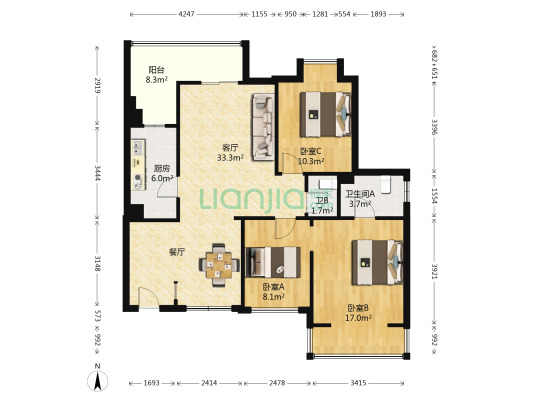 4247 1155 950 1281 554 1893
阳台
8.3m²
客厅
33.3m²
卧室C
10.3m²
厨房
6.0m²
卫B
1.7m²
卫生间A
3.7m²
Lianjia
餐厅
卧室A
8.1m²
卧室B
17.0m²
2919
3444
3148
573
992
682+651
3396
1554
3921
992
N
1693 2414 2478 3415